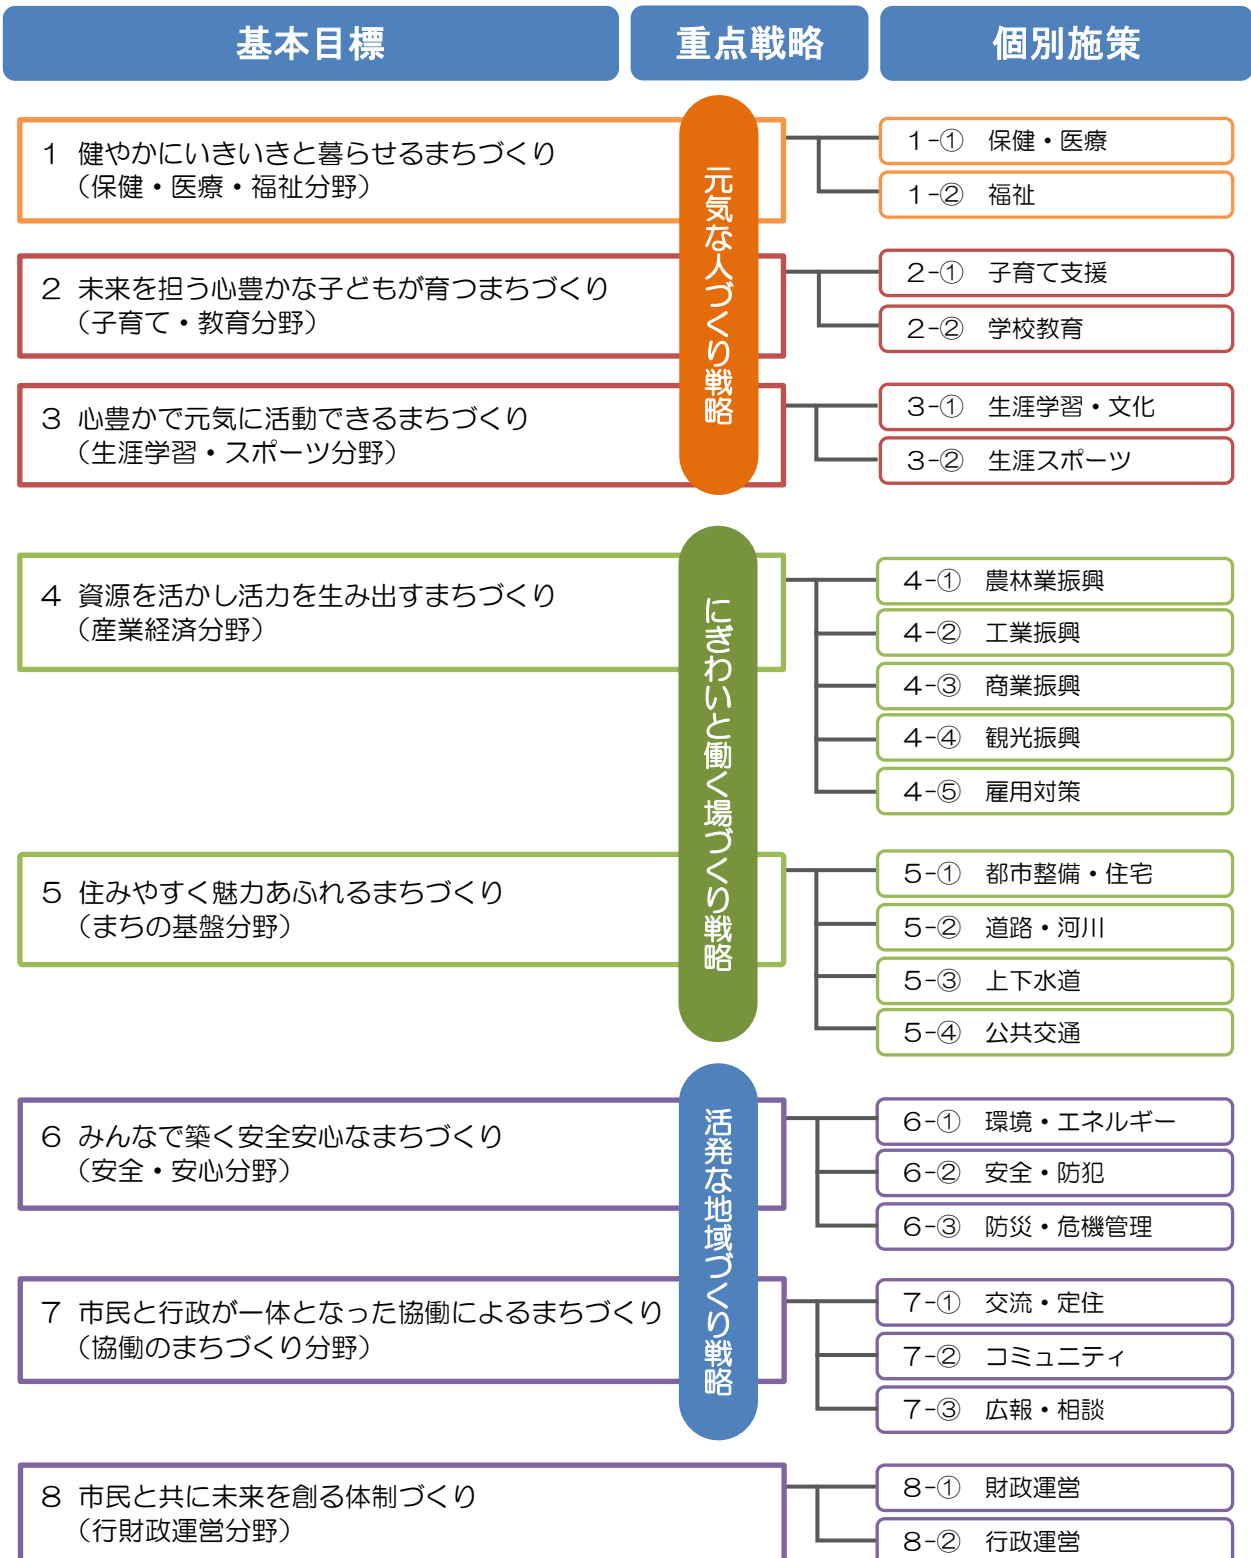 基本目標
重点戦略
個別施策
1 健やかにいきいきと暮らせるまちづくり
（保健・医療・福祉分野）
1-① 保健・医療
1-② 福祉
元気な人づくり戦略
2 未来を担う心豊かな子どもが育つまちづくり
（子育て・教育分野）
2-① 子育て支援
2-② 学校教育
3 心豊かで元気に活動できるまちづくり
（生涯学習・スポーツ分野）
3-① 生涯学習・文化
3-② 生涯スポーツ
4 資源を活かし活力を生み出すまちづくり
（産業経済分野）
4-① 農林業振興
4-② 工業振興
4-③ 商業振興
4-④ 観光振興
4-⑤ 雇用対策
にぎわいと働く場づくり戦略
5 住みやすく魅力あふれるまちづくり
（まちの基盤分野）
5-① 都市整備・住宅
5-② 道路・河川
5-③ 上下水道
5-④ 公共交通
6 みんなで築く安全安心なまちづくり
（安全・安心分野）
6-① 環境・エネルギー
6-② 安全・防犯
6-③ 防災・危機管理
活発な地域づくり戦略
7 市民と行政が一体となった協働によるまちづくり
（協働のまちづくり分野）
7-① 交流・定住
7-② コミュニティ
7-③ 広報・相談
8 市民と共に未来を創る体制づくり
（行財政運営分野）
8-① 財政運営
8-② 行政運営